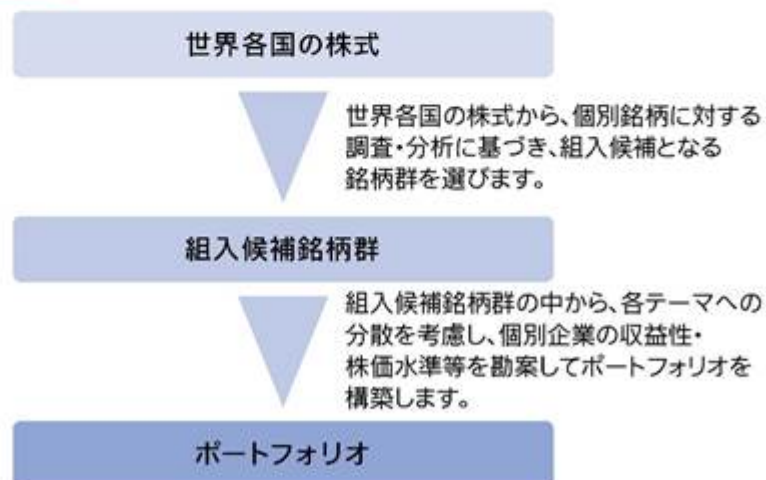 世界各国の株式
世界各国の株式から、個別銘柄に対する
調査・分析に基づき、組入候補となる
銘柄群を選びます。
組入候補銘柄群
組入候補銘柄群の中から、各テーマへの
分散を考慮し、個別企業の収益性・
株価水準等を勘案してポートフォリオを
構築します。
ポートフォリオ